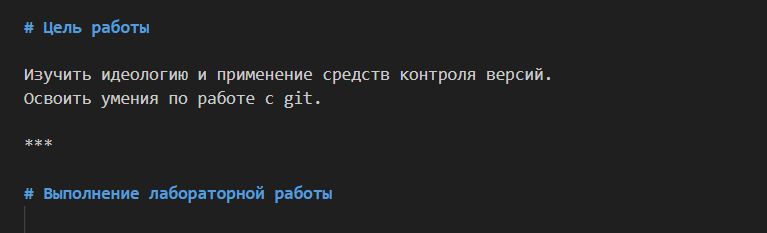 # Цель работы
Изучить идеологию и применение средств контроля версий.
Освоить умения по работе с git.
***
# Выполнение лабораторной работы